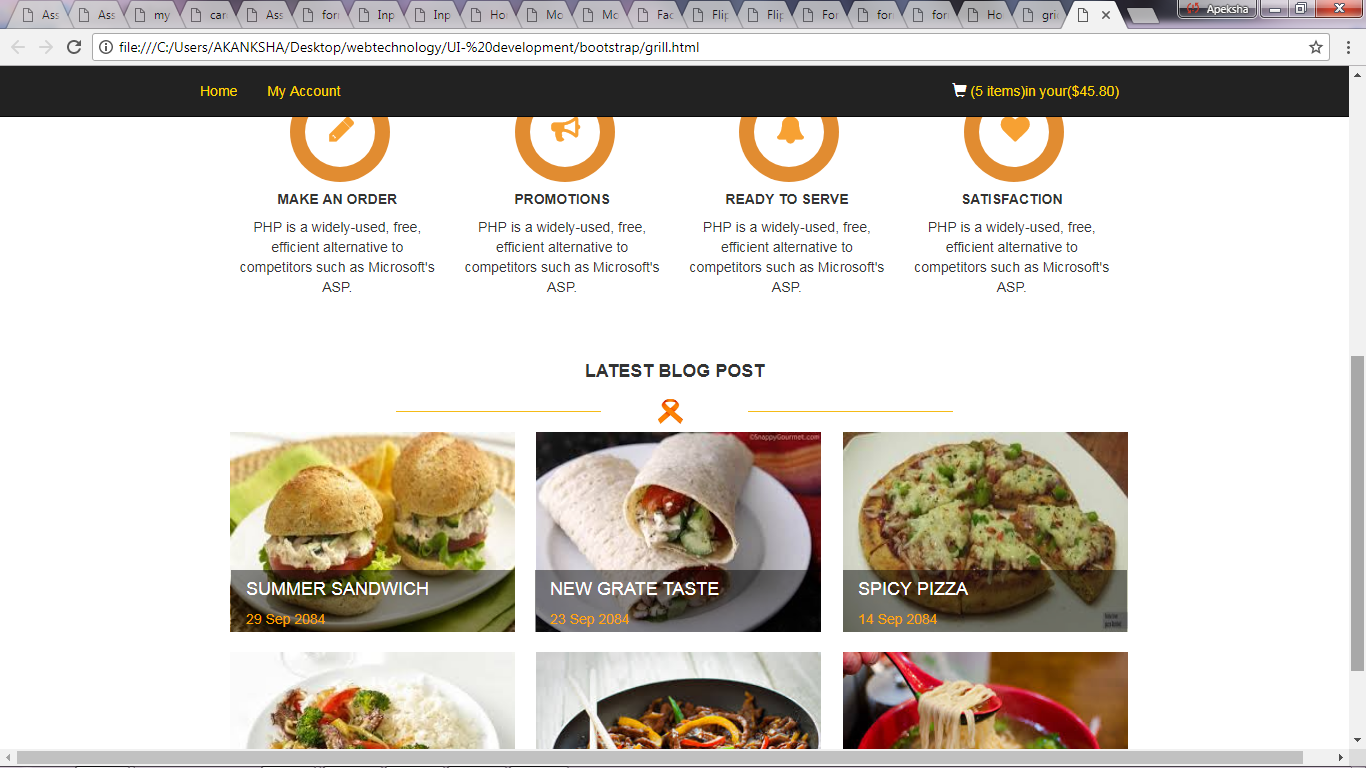 Ass
Ass
my
car
Ass
for
Inp
Inp
Ho
Mo
Mo
Fac
Flip
Flip
For
for
for
Ho
gri
Apeksha
file:///C:/Users/AKANKSHA/Desktop/webtechnology/UI-%20development/bootstrap/grill.html
Home My Account (5 items)in your($45.80)
MAKE AN ORDER
PHP is a widely-used, free,
efficient alternative to
competitors such as Microsoft's
ASP.
PROMOTIONS
PHP is a widely-used, free,
efficient alternative to
competitors such as Microsoft's
ASP.
READY TO SERVE
PHP is a widely-used, free,
efficient alternative to
competitors such as Microsoft's
ASP.
SATISFACTION
PHP is a widely-used, free,
efficient alternative to
competitors such as Microsoft's
ASP.
LATEST BLOG POST
SUMMER SANDWICH
29 Sep 2084
©SnappyGourmet.com
NEW GRATE TASTE
23 Sep 2084
SPICY PIZZA
14 Sep 2084